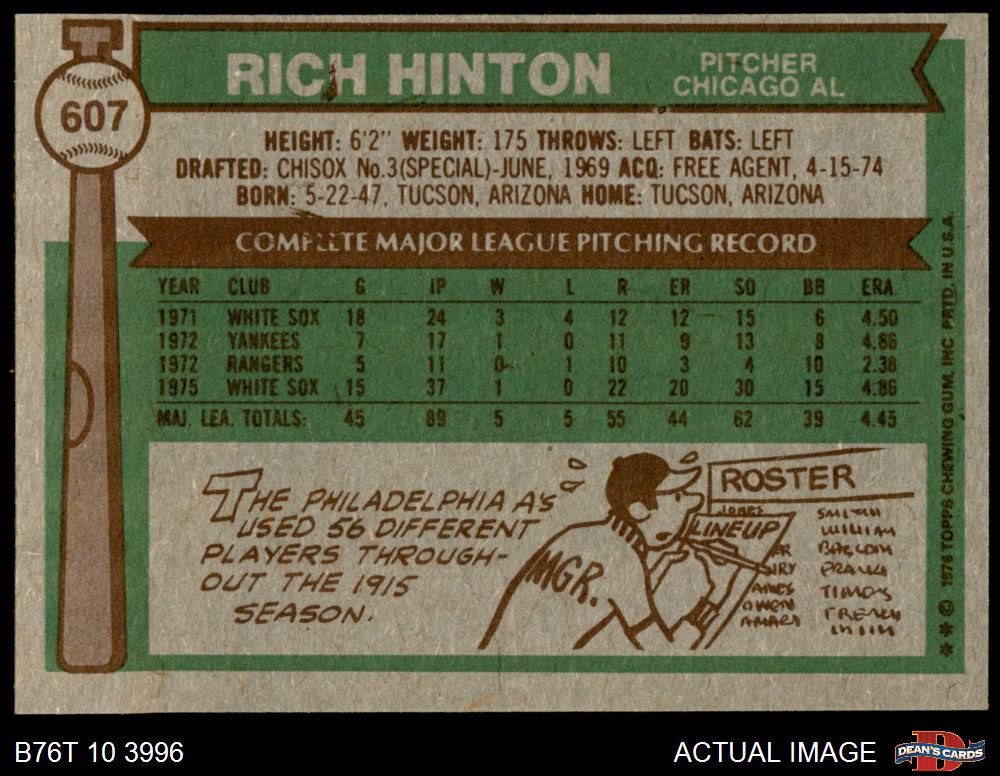 607
RICH HINTON
PITCHER
CHICAGO AL
HEIGHT: 6'2" WEIGHT: 175 THROWS: LEFT BATS: LEFT
DRAFTED: CHISOX No.3(SPECIAL)-JUNE, 1969 ACQ: FREE AGENT, 4-15-74
BORN: 5-22-47, TUCSON, ARIZONA HOME: TUCSON, ARIZONA
COMPLETE MAJOR LEAGUE PITCHING RECORD
YEAR CLUB G IP W L R ER SO BB ERA
1971 WHITE SOX 18 24 3 4 12 12 15 6 4.50
1972 YANKEES 7 17 1 0 11 9 13 8 4.86
1972 RANGERS 5 11 0 1 10 3 4 10 2.38
1975 WHITE SOX 15 37 1 0 22 20 30 15 4.86
MAJ. LEA. TOTALS: 45 89 5 5 55 44 62 39 4.45
THE PHILADELPHIA A'S
USED 56 DIFFERENT
PLAYERS THROUGH-
OUT THE 1915
SEASON.
MGR.
ROSTER
JONES
LINEUP
SMITH
OWEN
© 1976 TOPPS CHEWING GUM, INC PRTD. IN U.S.A.
B76T 10 3996
ACTUAL IMAGE
DEAN'S CARDS